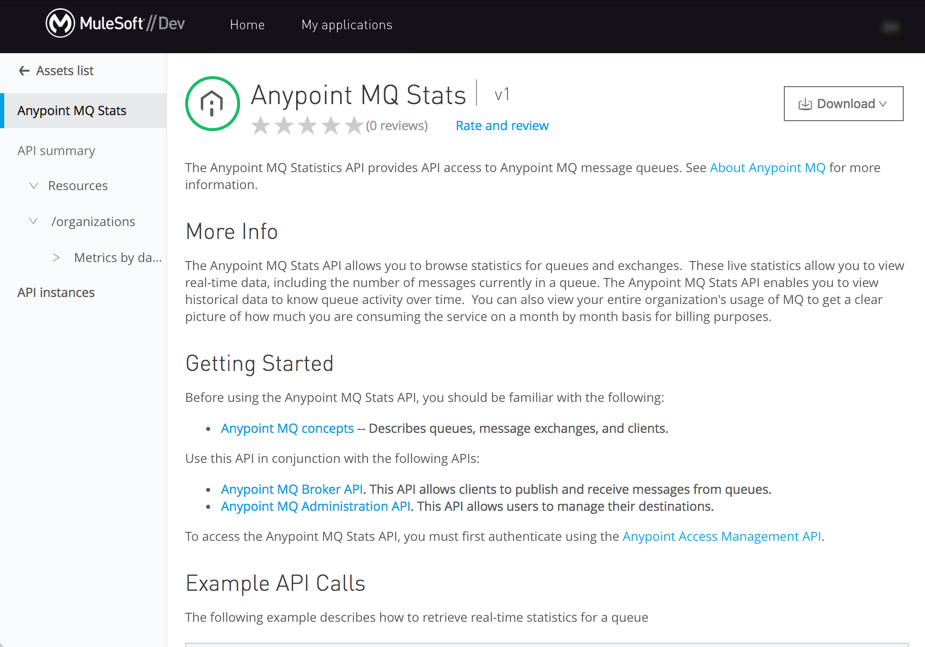 MuleSoft//Dev
Home
My applications
Assets list
Anypoint MQ Stats
API summary
Resources
/organizations
Metrics by da...
API instances
Anypoint MQ Stats
v1
(0 reviews)
Rate and review
Download
The Anypoint MQ Statistics API provides API access to Anypoint MQ message queues. See About Anypoint MQ for more
information.
More Info
The Anypoint MQ Stats API allows you to browse statistics for queues and exchanges.  These live statistics allow you to view
real-time data, including the number of messages currently in a queue. The Anypoint MQ Stats API enables you to view
historical data to know queue activity over time.  You can also view your entire organization's usage of MQ to get a clear
picture of how much you are consuming the service on a month by month basis for billing purposes.
Getting Started
Before using the Anypoint MQ Stats API, you should be familiar with the following:
• Anypoint MQ concepts -- Describes queues, message exchanges, and clients.
Use this API in conjunction with the following APIs:
• Anypoint MQ Broker API. This API allows clients to publish and receive messages from queues.
• Anypoint MQ Administration API. This API allows users to manage their destinations.
To access the Anypoint MQ Stats API, you must first authenticate using the Anypoint Access Management API.
Example API Calls
The following example describes how to retrieve real-time statistics for a queue